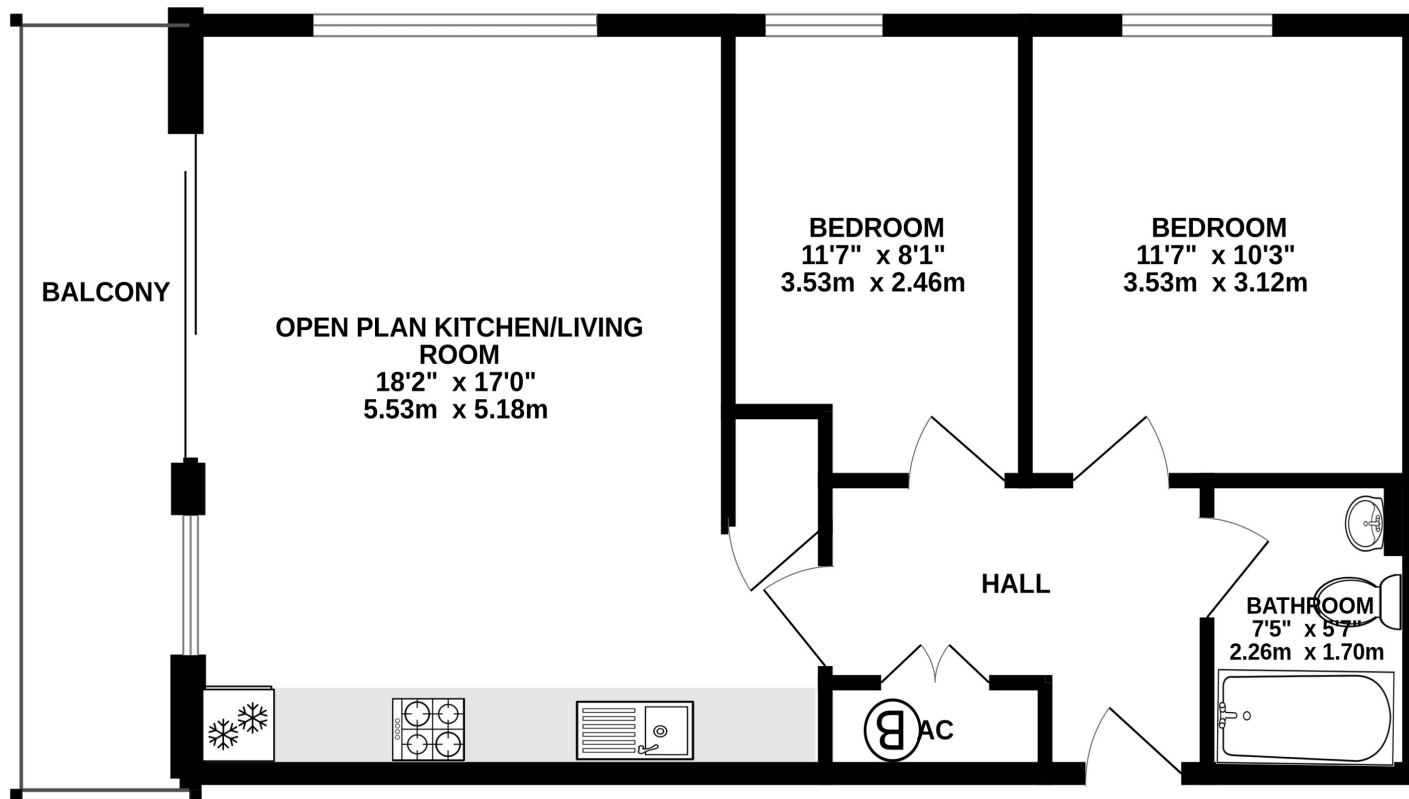 BALCONY
OPEN PLAN KITCHEN/LIVING
ROOM
18'2" x 17'0"
5.53m x 5.18m
BEDROOM
11'7" x 8'1"
3.53m x 2.46m
BEDROOM
11'7" x 10'3"
3.53m x 3.12m
HALL
BATHROOM
7'5" x 5'7"
2.26m x 1.70m
B
AC